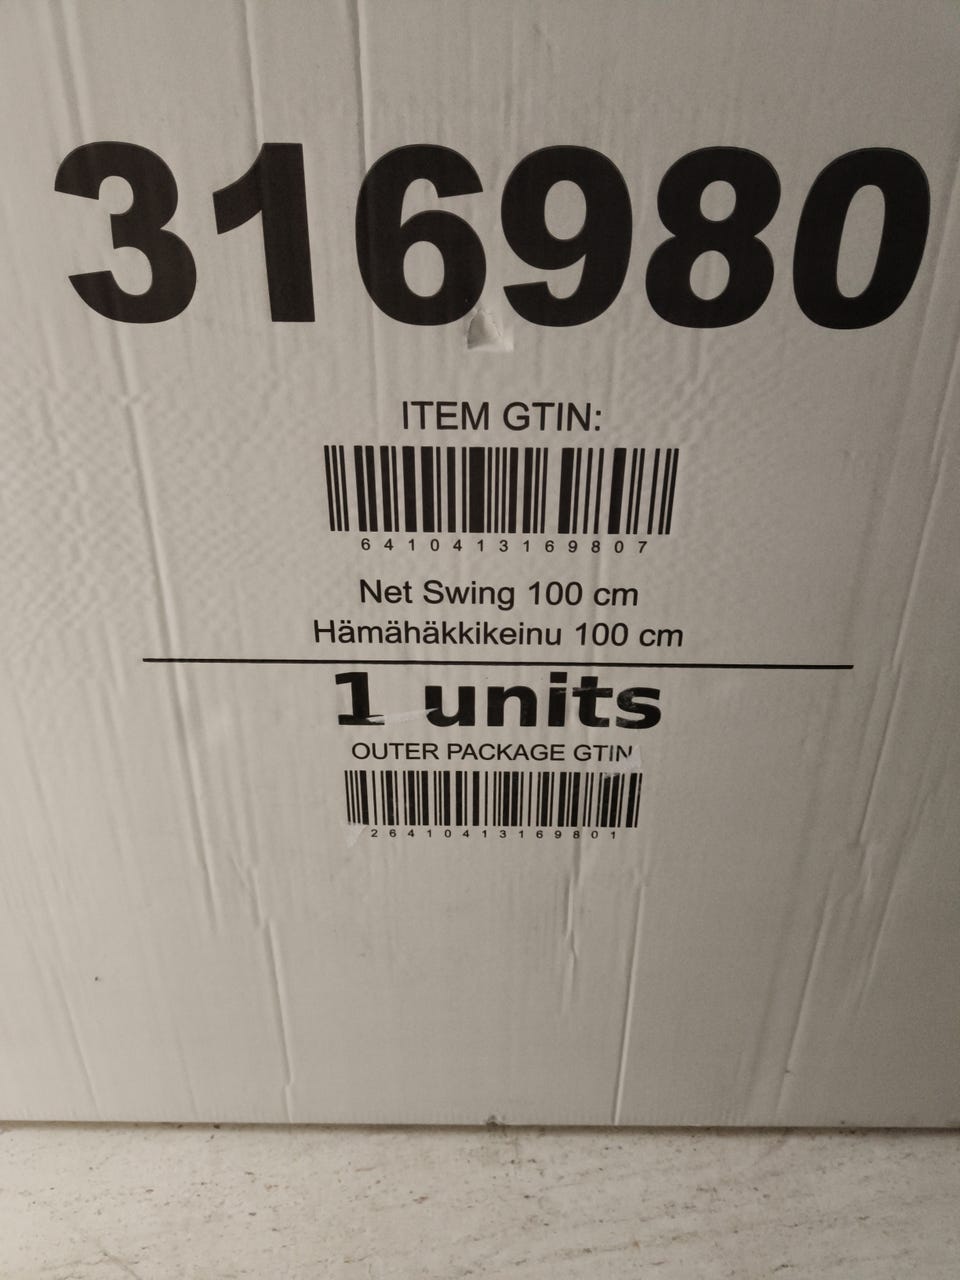 316980
ITEM GTIN:
6410413169807
Net Swing 100 cm
Hämähäkkikeinu 100 cm
1 units
OUTER PACKAGE GTIN
26410413169801